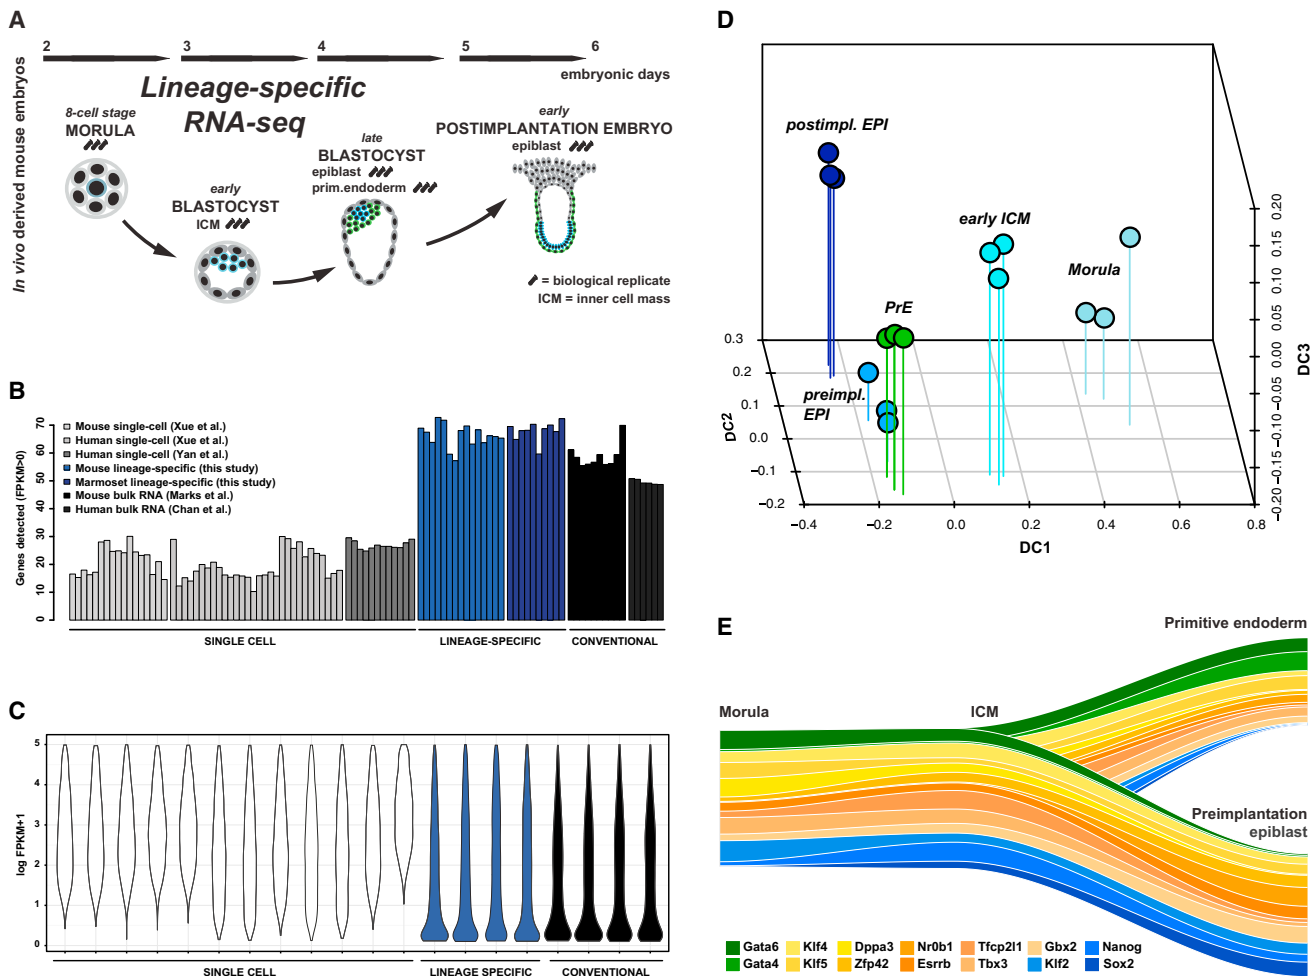 A
In vivo derived mouse embryos
2 3 4 5 6
embryonic days
Lineage-specific
RNA-seq
8-cell stage
MORULA
early
BLASTOCYST
ICM
late
BLASTOCYST
epiblast
prim.endoderm
early
POSTIMPLANTATION EMBRYO
epiblast
= biological replicate
ICM = inner cell mass
B
Genes detected (FPKM>0)
70
60
50
40
30
20
10
0
Mouse single-cell (Xue et al.)
Human single-cell (Xue et al.)
Human single-cell (Yan et al.)
Mouse lineage-specific (this study)
Marmoset lineage-specific (this study)
Mouse bulk RNA (Marks et al.)
Human bulk RNA (Chan et al.)
SINGLE CELL LINEAGE-SPECIFIC CONVENTIONAL
C
log FPKM+1
5
4
3
2
1
0
SINGLE CELL LINEAGE SPECIFIC CONVENTIONAL
D
postimpl. EPI
early ICM
Morula
PrE
preimpl.
EPI
DC2
0.3
0.2
0.1
0.0
−0.1
−0.2
−0.4 −0.2 0.0 0.2 0.4 0.6 0.8
DC1
DC3
0.20
0.15
0.10
0.05
0.00
−0.05
−0.10
−0.15
−0.20
E
Primitive endoderm
Morula ICM
Preimplantation
epiblast
Gata6 Klf4 Dppa3 Nr0b1 Tfcp2l1 Gbx2 Nanog
Gata4 Klf5 Zfp42 Esrrb Tbx3 Klf2 Sox2